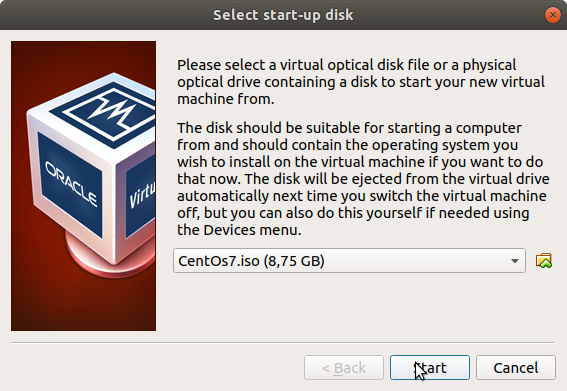 Select start-up disk
Please select a virtual optical disk file or a physical
optical drive containing a disk to start your new virtual
machine from.
The disk should be suitable for starting a computer
from and should contain the operating system you
wish to install on the virtual machine if you want to do
that now. The disk will be ejected from the virtual drive
automatically next time you switch the virtual machine
off, but you can also do this yourself if needed using
the Devices menu.
ORACLE
Virtu
CentOs7.iso (8,75 GB)
< Back
Start
Cancel